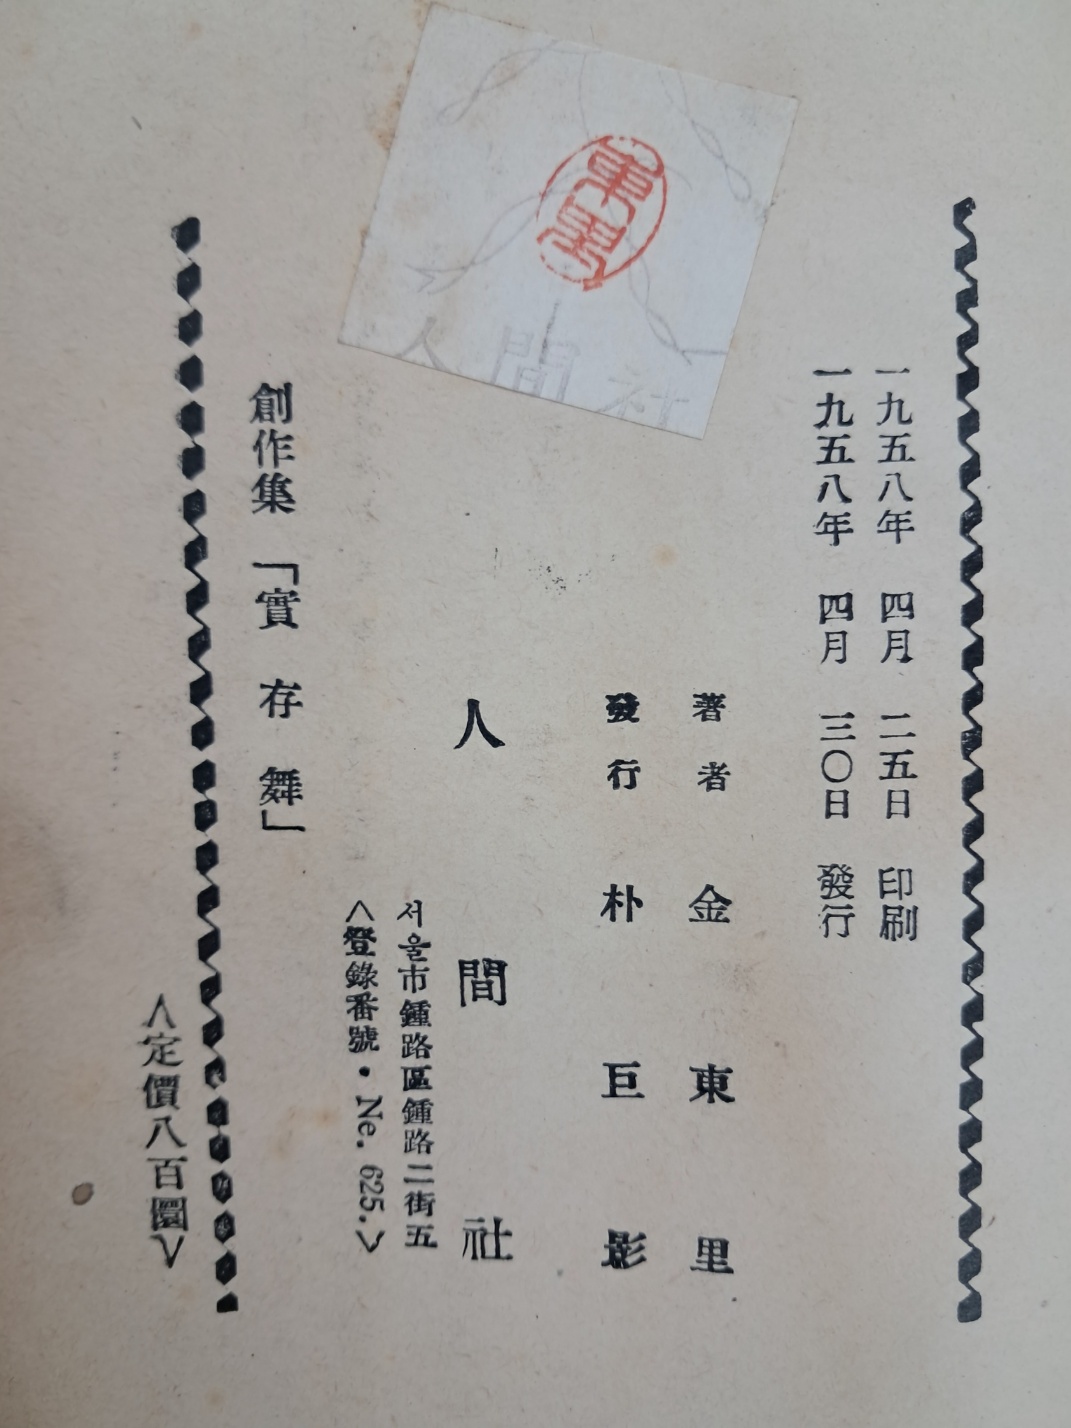 一九五八年 四月 二五日 印刷
一九五八年 四月 三〇日 發行
著者 金東里
發行 朴巨影
人間社
서울市鍾路區鍾路二街五
<登錄番號・Ne. 625.>
創作集 「實存舞」
<定價八百圜>